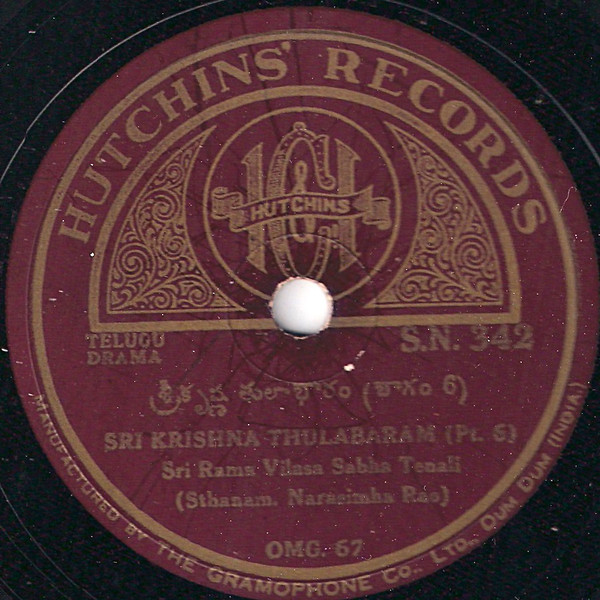 HUTCHINS' RECORDS
HUTCHINS
TELUGU
DRAMA
S.N. 342
శ్రీకృష్ణ తులాభారం (భాగం 6)
SRI KRISHNA THULABARAM (Pt. 6)
Sri Rama Vilasa Sabha Tenali
(Sthanam. Narasimha Rao)
OMG. 67
MANUFACTURED BY THE GRAMOPHONE CO., LTD., DUM DUM (INDIA.)